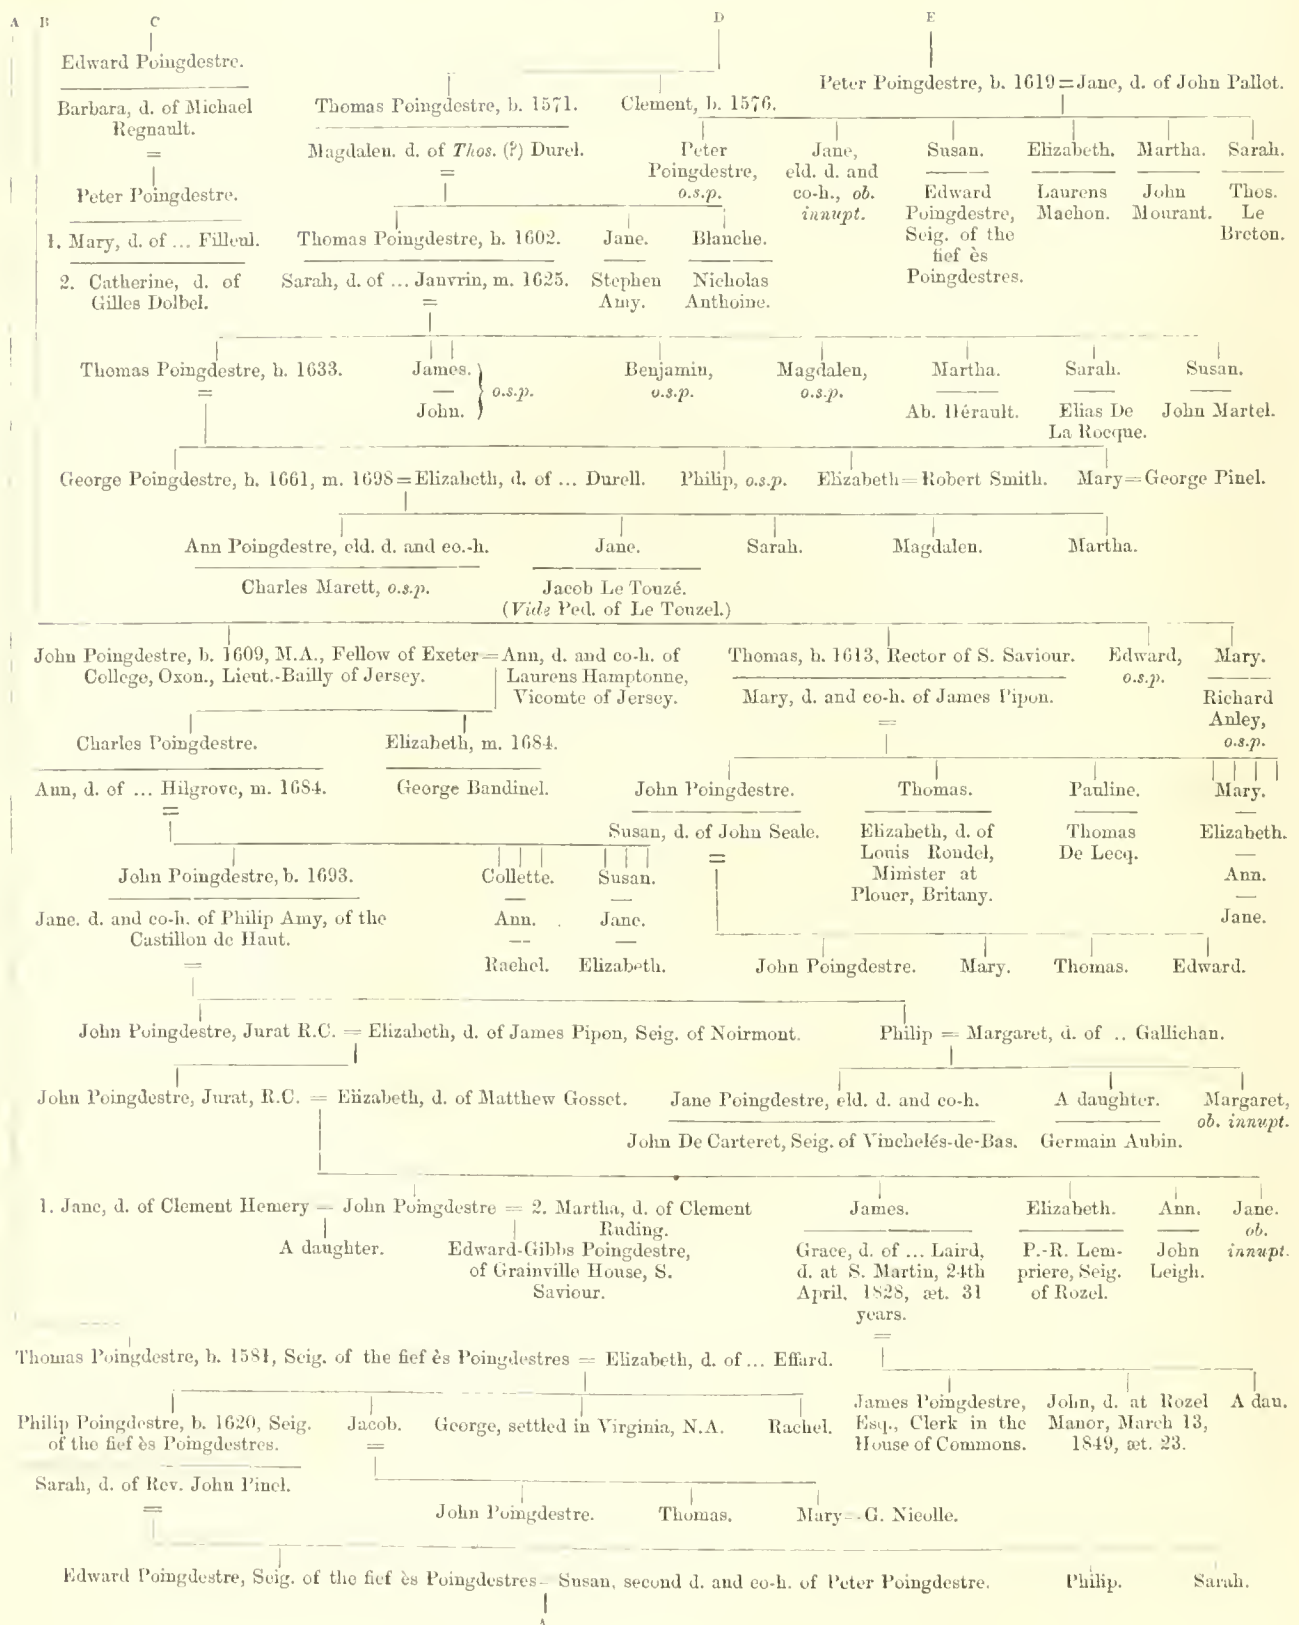 A B C D E
Edward Poingdestre.
Peter Poingdestre, b. 1619 = Jane, d. of John Pallot.
Barbara, d. of Michael
Regnault.
=
Thomas Poingdestre, b. 1571. Clement, b. 1576.
Magdalen. d. of Thos. (?) Durel.
=
Peter Poingdestre.
Peter
Poingdestre,
o.s.p.
Jane,
eld. d. and
co-h., ob.
innupt.
Susan.
Edward
Poingdestre,
Seig. of the
fief ès
Poingdestres.
Elizabeth.
Laurens
Machon.
Martha.
John
Mourant.
Sarah.
Thos.
Le
Breton.
1. Mary, d. of ... Filleul.
2. Catherine, d. of
Gilles Dolbel.
Thomas Poingdestre, b. 1602.
Sarah, d. of ... Janvrin, m. 1625.
=
Jane.
Stephen
Amy.
Blanche.
Nicholas
Anthoine.
Thomas Poingdestre, b. 1633.
=
James.
—
John.
} o.s.p.
Benjamin,
o.s.p.
Magdalen,
o.s.p.
Martha.
Ab. Hérault.
Sarah.
Elias De
La Rocque.
Susan.
John Martel.
George Poingdestre, b. 1661, m. 1698 = Elizabeth, d. of ... Durell. Philip, o.s.p. Elizabeth = Robert Smith. Mary = George Pinel.
Ann Poingdestre, eld. d. and co.-h. Jane. Sarah. Magdalen. Martha.
Charles Marett, o.s.p. Jacob Le Touzé.
(Vide Ped. of Le Touzel.)
John Poingdestre, b. 1609, M.A., Fellow of Exeter = Ann, d. and co-h. of
College, Oxon., Lieut.-Bailly of Jersey. Laurens Hamptonne,
Vicomte of Jersey.
Thomas, b. 1613, Rector of S. Saviour.
Mary, d. and co-h. of James Pipon.
=
Edward,
o.s.p.
Mary.
Richard
Anley,
o.s.p.
Charles Poingdestre. Elizabeth, m. 1684.
Ann, d. of ... Hilgrove, m. 1684. George Bandinel.
=
John Poingdestre.
Susan, d. of John Seale.
=
Thomas.
Elizabeth, d. of
Louis Rondel,
Minister at
Plouer, Britany.
Pauline.
Thomas
De Lecq.
Mary.
—
Elizabeth.
—
Ann.
—
Jane.
John Poingdestre, b. 1693.
Jane. d. and co-h. of Philip Amy, of the
Castillon de Haut.
=
Collette.
—
Ann.
—
Rachel.
Susan.
—
Jane.
—
Elizabeth.
John Poingdestre. Mary. Thomas. Edward.
John Poingdestre, Jurat R.C. = Elizabeth, d. of James Pipon, Seig. of Noirmont. Philip = Margaret, d. of .. Gallichan.
John Poingdestre, Jurat, R.C. = Elizabeth, d. of Matthew Gosset. Jane Poingdestre, eld. d. and co-h. A daughter. Margaret,
ob. innupt.
John De Carteret, Seig. of Vinchelés-de-Bas. Germain Aubin.
1. Jane, d. of Clement Hemery = John Poingdestre = 2. Martha, d. of Clement
Ruding.
A daughter. Edward-Gibbs Poingdestre,
of Grainville House, S.
Saviour.
James.
Grace, d. of ... Laird,
d. at S. Martin, 24th
April, 1828, æt. 31
years.
=
Elizabeth.
P.-R. Lem-
priere, Seig.
of Rozel.
Ann.
John
Leigh.
Jane.
ob.
innupt.
Thomas Poingdestre, b. 1581, Seig. of the fief ès Poingdestres = Elizabeth, d. of ... Effard.
Philip Poingdestre, b. 1620, Seig.
of the fief ès Poingdestres.
Sarah, d. of Rev. John Pinel.
=
Jacob.
=
George, settled in Virginia, N.A. Rachel.
James Poingdestre,
Esq., Clerk in the
House of Commons.
John, d. at Rozel
Manor, March 13,
1849, æt. 23.
A dau.
John Poingdestre. Thomas. Mary = G. Nicolle.
Edward Poingdestre, Seig. of the fief ès Poingdestres = Susan, second d. and co-h. of Peter Poingdestre. Philip. Sarah.
A